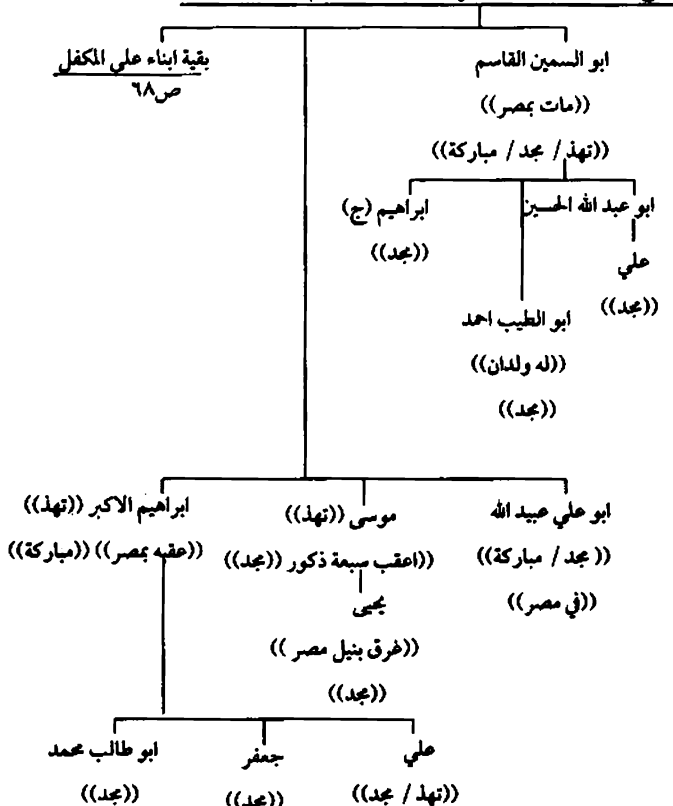 ابو السمين القاسم
((مات بمصر))
((تهذ / مجد / مباركة))
بقية ابناء علي المكفل
ص٦٨
ابو عبد الله الحسين
علي
((مجد))
ابو الطيب احمد
((له ولدان))
((مجد))
ابراهيم (ج)
((مجد))
ابو علي عبيد الله
((مجد / مباركة))
((في مصر))
موسى ((تهذ))
((اعقب سبعة ذكور ((مجد))
يحيى
((غرق بنيل مصر))
((مجد))
ابراهيم الاكبر ((تهذ))
((عقبه بمصر)) ((مباركة))
علي
((تهذ / مجد))
جعفر
((مجد))
ابو طالب محمد
((مجد))